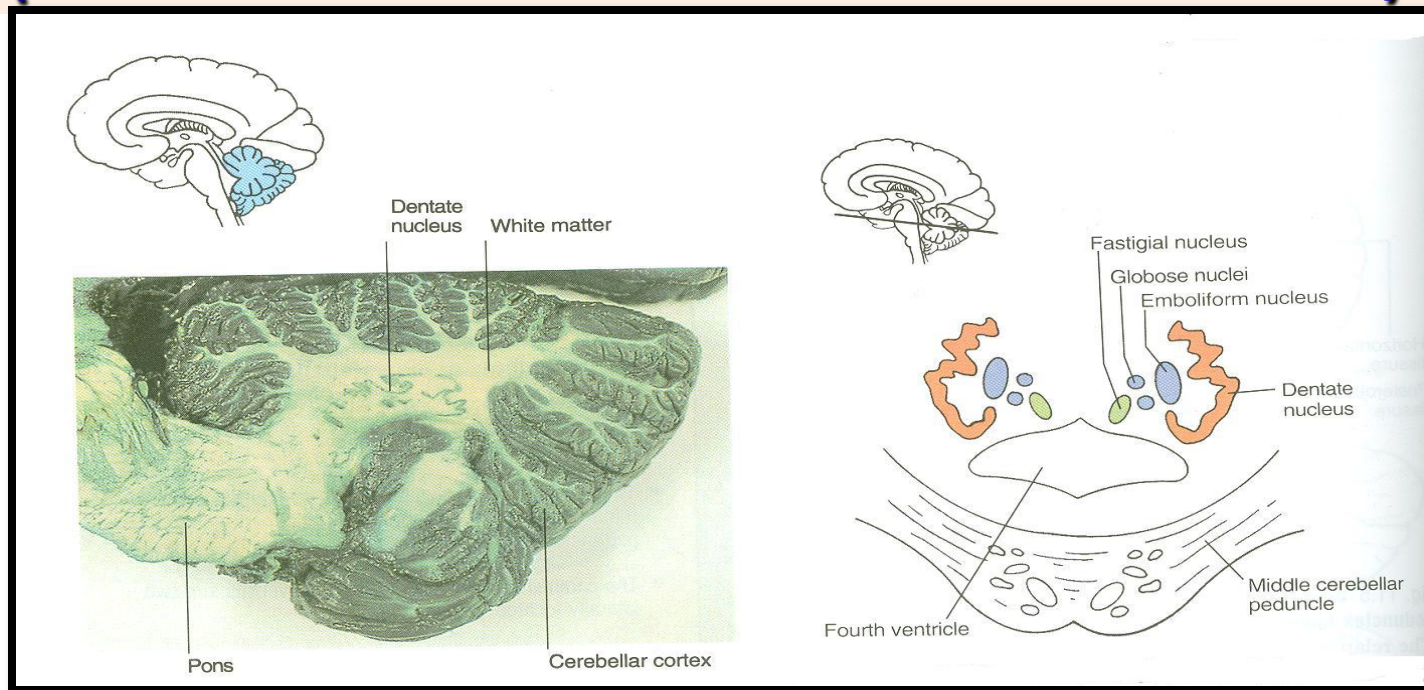 Dentate
nucleus
White matter
Pons
Cerebellar cortex
Fastigial nucleus
Globose nuclei
Emboliform nucleus
Dentate
nucleus
Middle cerebellar
peduncle
Fourth ventricle